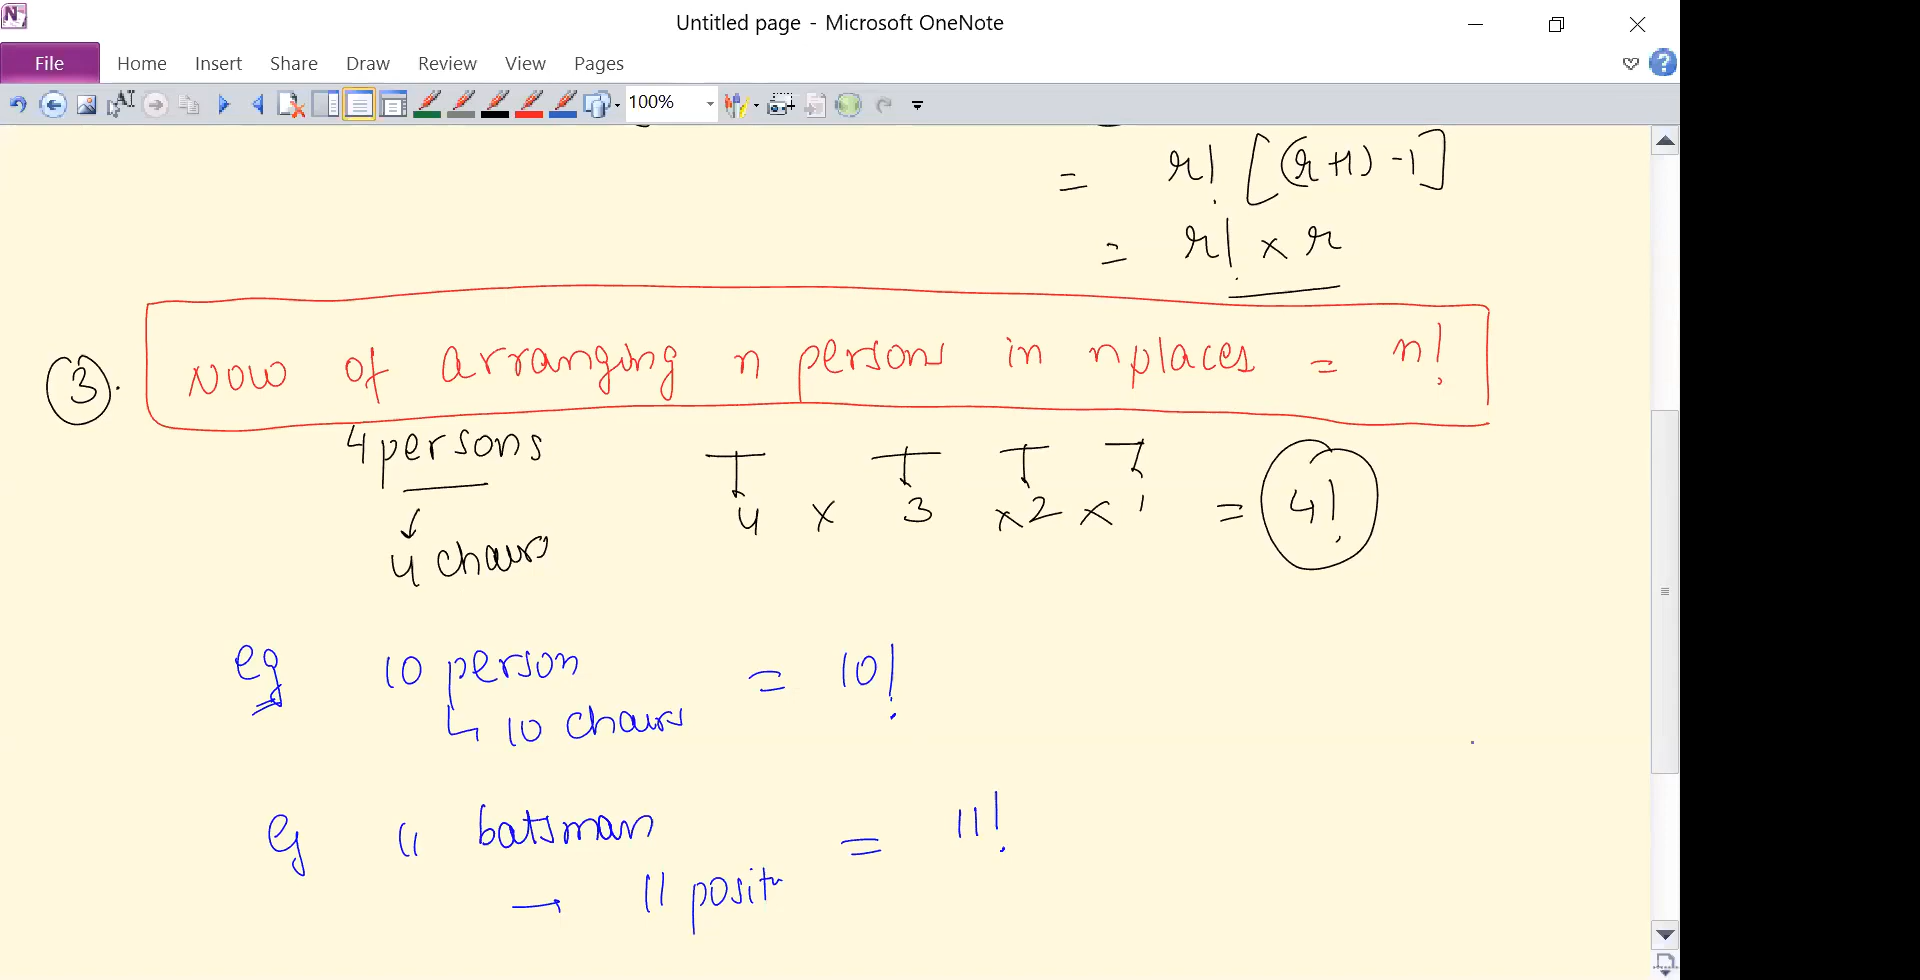 Untitled page - Microsoft OneNote
File Home Insert Share Draw Review View Pages
100%
= r! [(r+1) -1]
= r! × r
3. NOW of arranging n persons in n places = n!
4 persons
4 × 3 ×2 × 1 = 4!
4 chairs
eg 10 person = 10!
↳ 10 chairs
eg 11 batsman = 11!
→ 11 positn